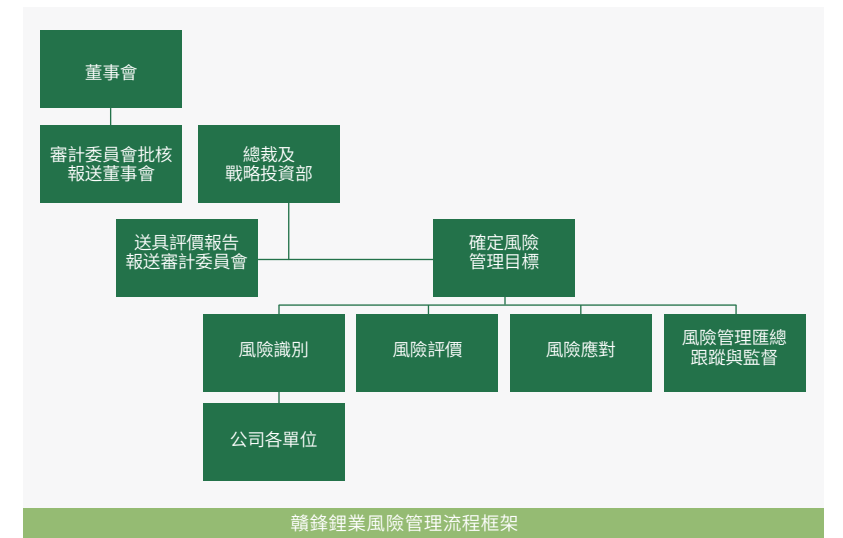 董事會
審計委員會批核
報送董事會
總裁及
戰略投資部
送具評價報告
報送審計委員會
確定風險
管理目標
風險識別
風險評價
風險應對
風險管理匯總
跟蹤與監督
公司各單位
贛鋒鋰業風險管理流程框架